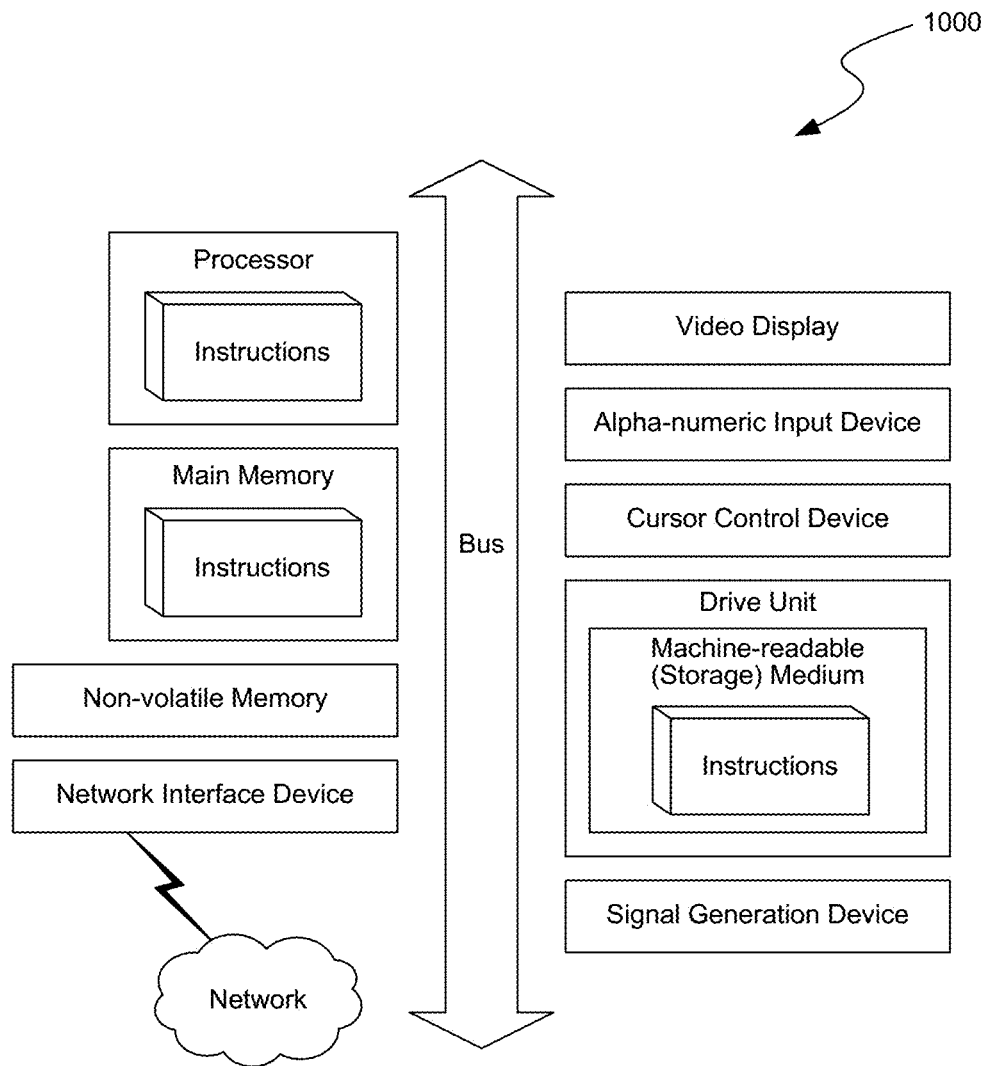 1000
Processor
Instructions
Main Memory
Instructions
Non-volatile Memory
Network Interface Device
Network
Bus
Video Display
Alpha-numeric Input Device
Cursor Control Device
Drive Unit
Machine-readable
(Storage) Medium
Instructions
Signal Generation Device